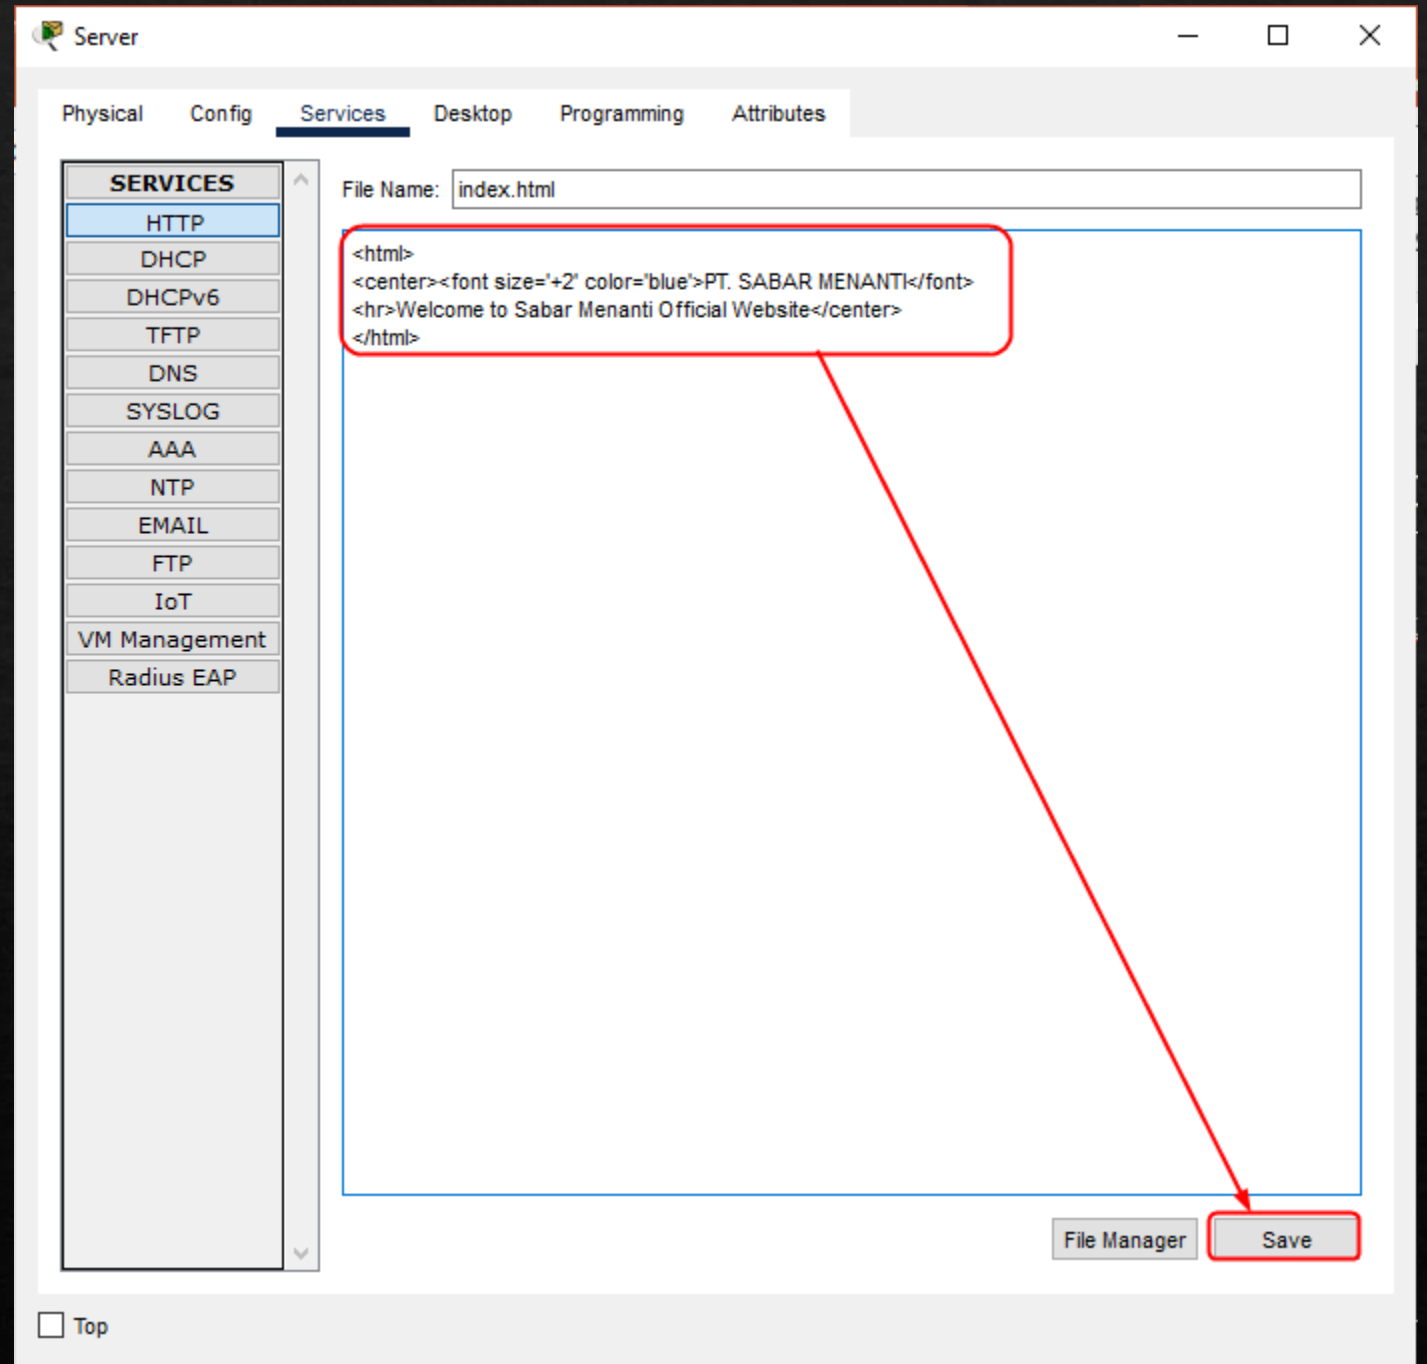 Server
Physical Config Services Desktop Programming Attributes
SERVICES
HTTP
DHCP
DHCPv6
TFTP
DNS
SYSLOG
AAA
NTP
EMAIL
FTP
IoT
VM Management
Radius EAP
File Name: index.html
<html>
<center><font size='+2' color='blue'>PT. SABAR MENANTI</font>
<hr>Welcome to Sabar Menanti Official Website</center>
</html>
File Manager Save
Top